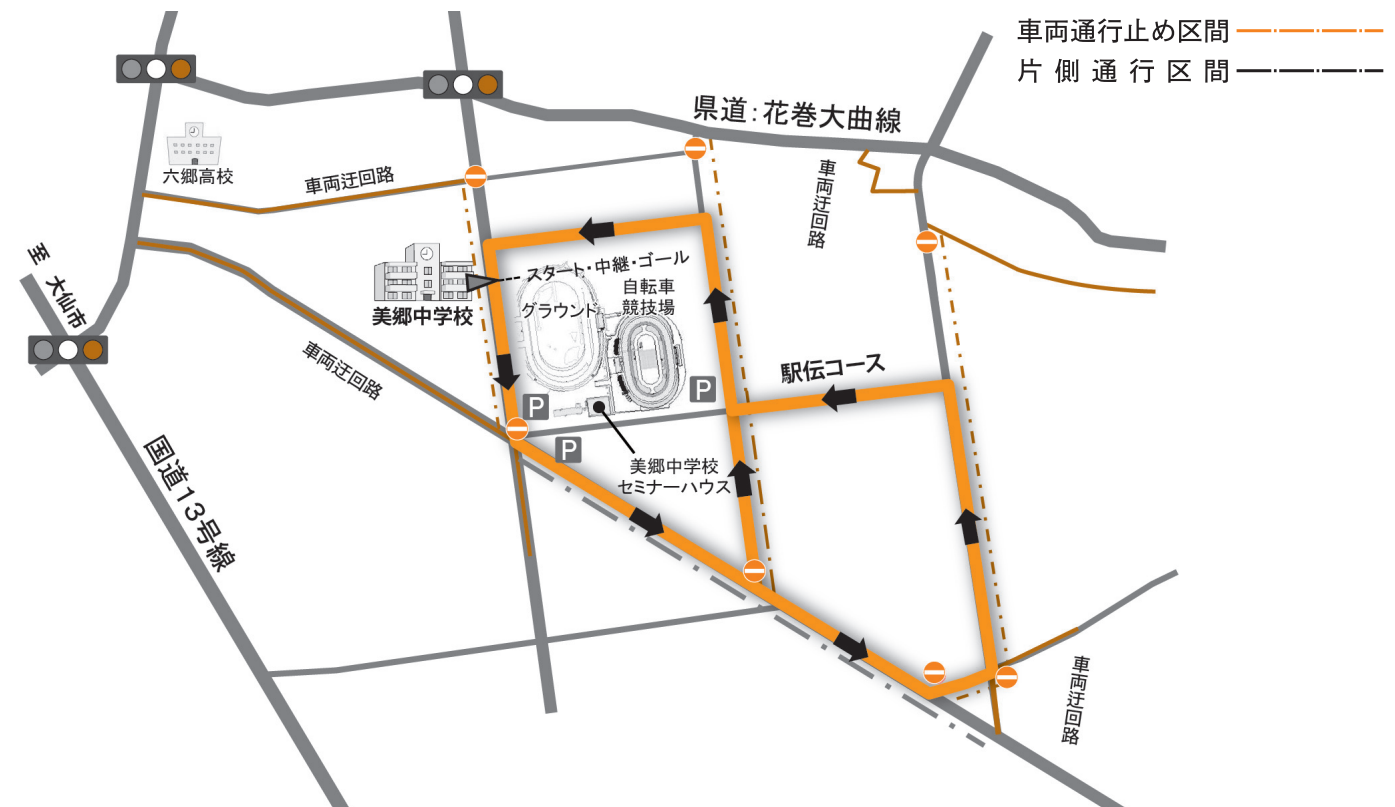 車両通行止め区間
片側通行区間
県道:花巻大曲線
六郷高校
車両迂回路
車両迂回路
至 大仙市
スタート・中継・ゴール
自転車
競技場
グラウンド
美郷中学校
車両迂回路
駅伝コース
P
P
P
国道13号線
美郷中学校
セミナーハウス
車両迂回路